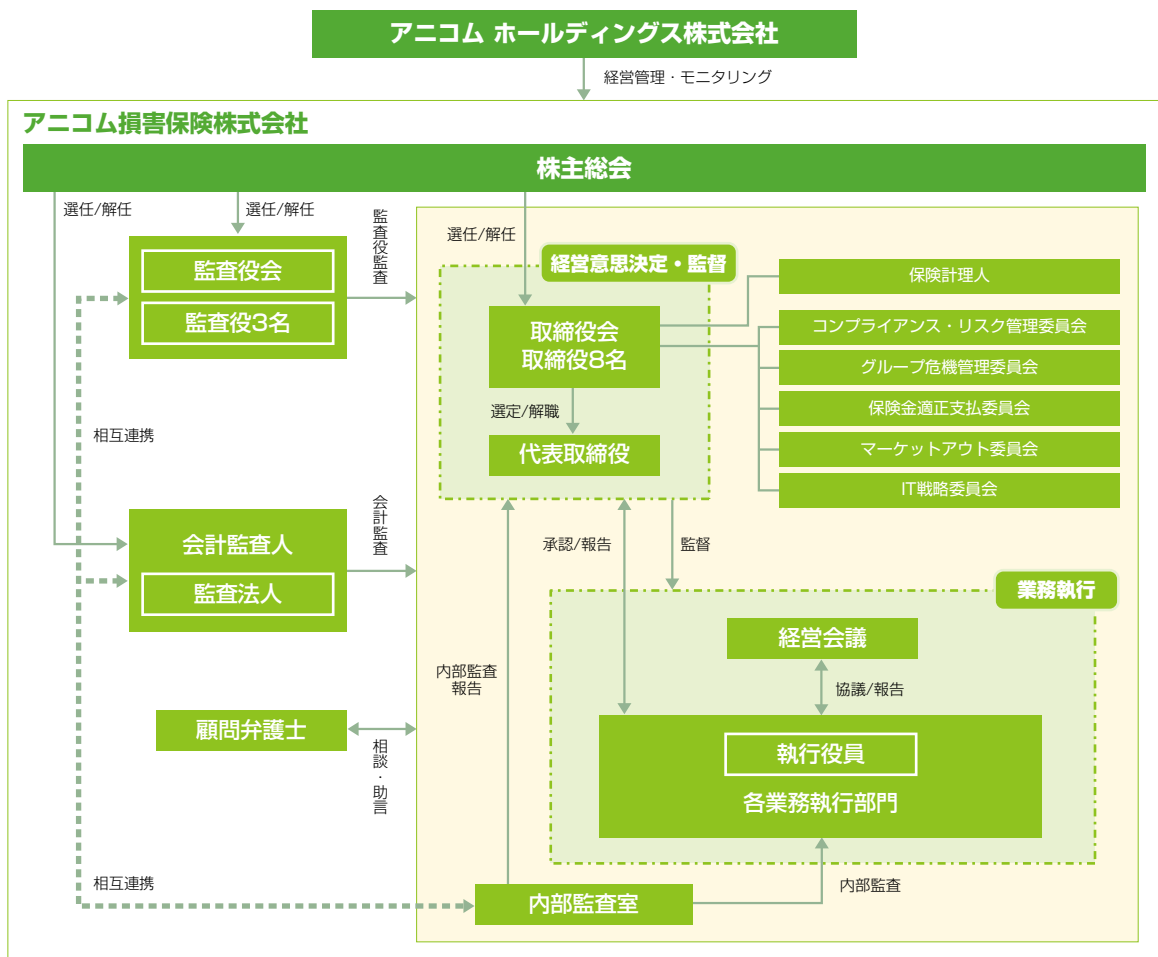 アニコム ホールディングス株式会社
経営管理・モニタリング
アニコム損害保険株式会社
株主総会
選任/解任
選任/解任
監査役監査
選任/解任
経営意思決定・監督
監査役会
監査役3名
取締役会
取締役8名
選定/解職
代表取締役
保険計理人
コンプライアンス・リスク管理委員会
グループ危機管理委員会
保険金適正支払委員会
マーケットアウト委員会
IT戦略委員会
相互連携
会計監査人
監査法人
会計監査
承認/報告
監督
業務執行
経営会議
協議/報告
執行役員
各業務執行部門
内部監査
報告
顧問弁護士
相談・助言
相互連携
内部監査室
内部監査